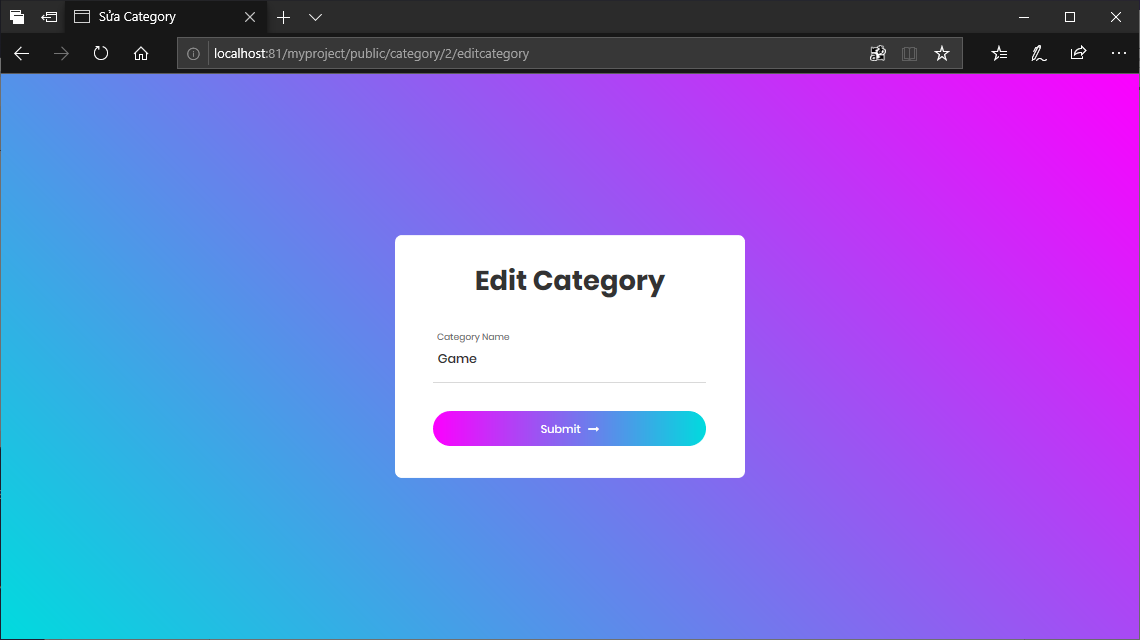 Sửa Category
localhost:81/myproject/public/category/2/editcategory
Edit Category
Category Name
Game
Submit